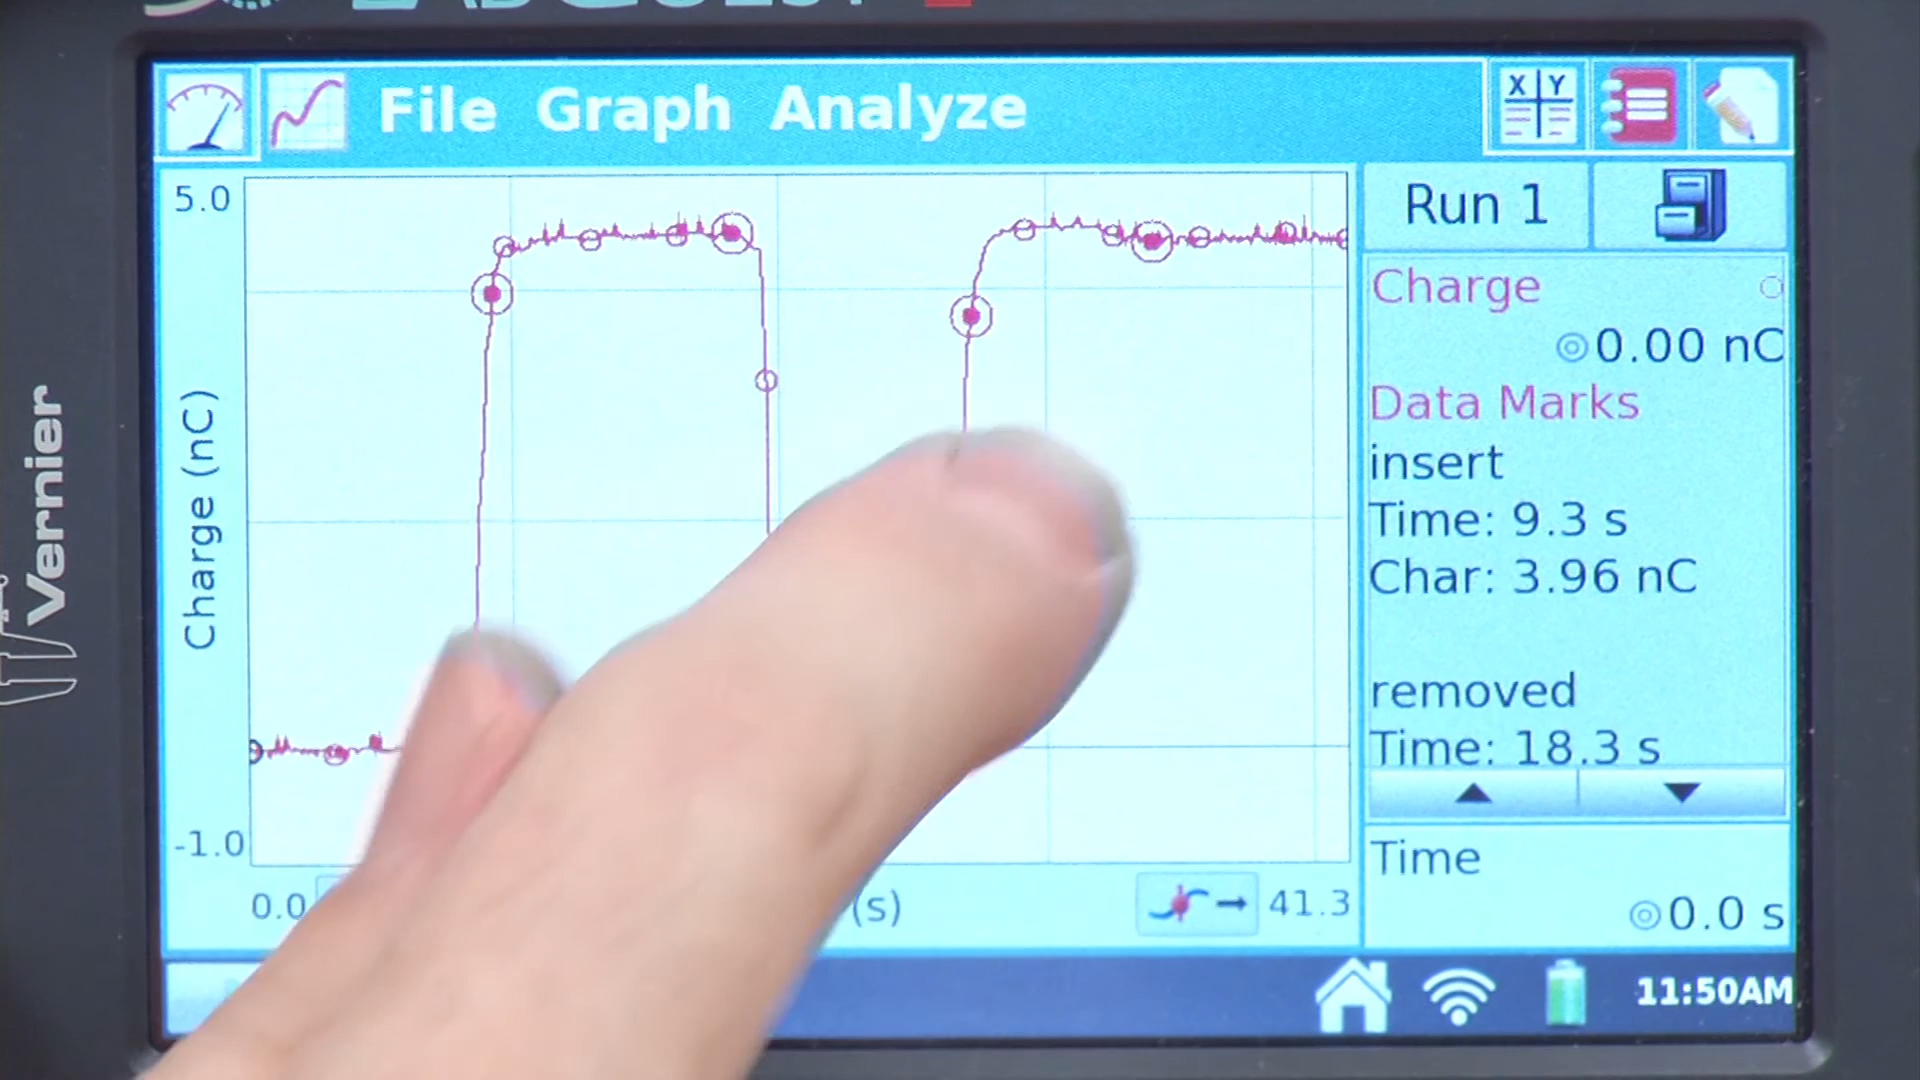 LABQUEST 2
File Graph Analyze
X Y
Run 1
5.0
Charge
0.00 nC
Data Marks
insert
Time: 9.3 s
Char: 3.96 nC
removed
Time: 18.3 s
Charge (nC)
Vernier
-1.0
0.0
(s)
41.3
Time
0.0 s
11:50AM